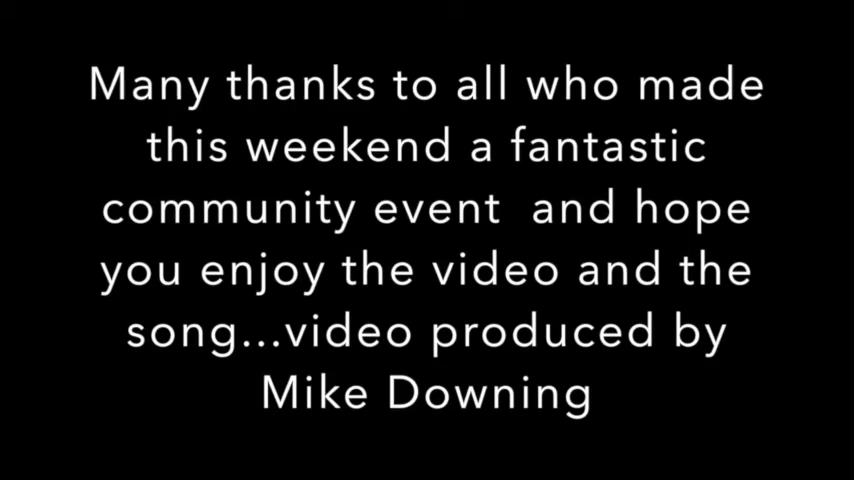 Many thanks to all who made
this weekend a fantastic
community event  and hope
you enjoy the video and the
song...video produced by
Mike Downing